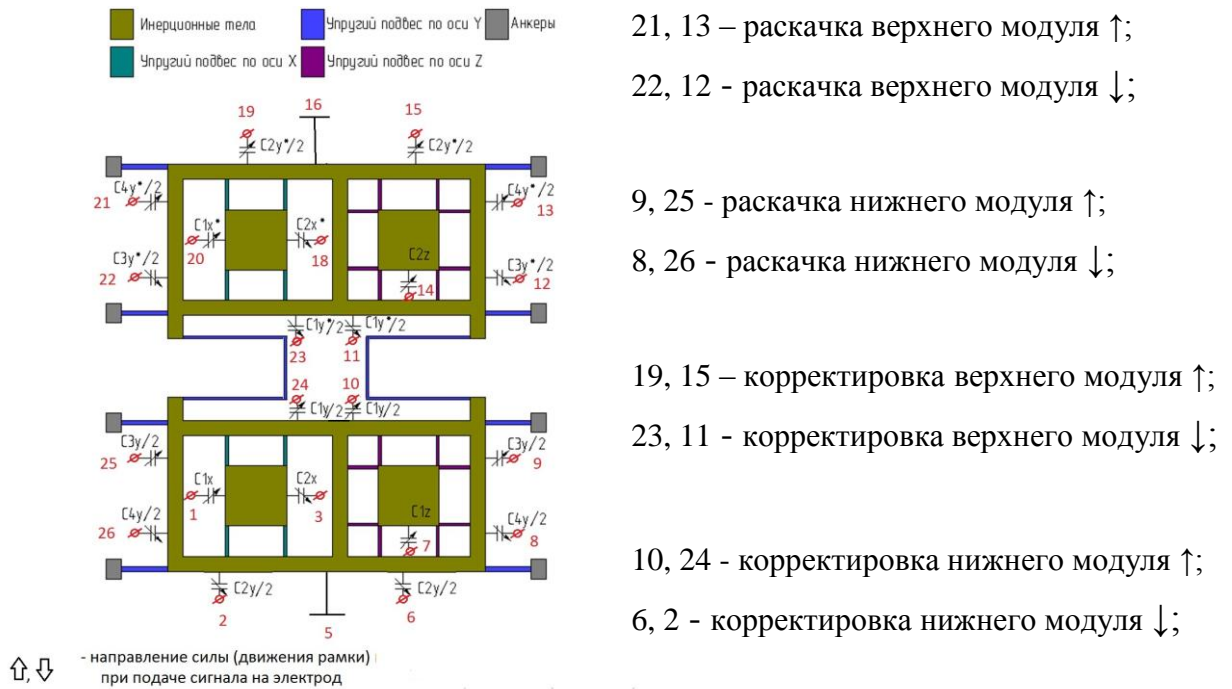 Инерционные тела
Упругий подвес по оси Y
Анкеры
Упругий подвес по оси X
Упругий подвес по оси Z
19
16
15
C2y*/2
C2y*/2
C4y*/2
C4y*/2
21
13
C1x*
C2x*
20
18
C2z
14
C3y*/2
C3y*/2
22
12
C1y*/2
C1y*/2
23
11
24
10
C1y/2
C1y/2
C3y/2
C3y/2
25
9
C1x
C2x
1
3
C1z
7
C4y/2
C4y/2
26
8
C2y/2
C2y/2
2
5
6
⇧, ⇩ - направление силы (движения рамки)
при подаче сигнала на электрод
21, 13 – раскачка верхнего модуля ↑;
22, 12 - раскачка верхнего модуля ↓;
9, 25 - раскачка нижнего модуля ↑;
8, 26 - раскачка нижнего модуля ↓;
19, 15 – корректировка верхнего модуля ↑;
23, 11 - корректировка верхнего модуля ↓;
10, 24 - корректировка нижнего модуля ↑;
6, 2 - корректировка нижнего модуля ↓;